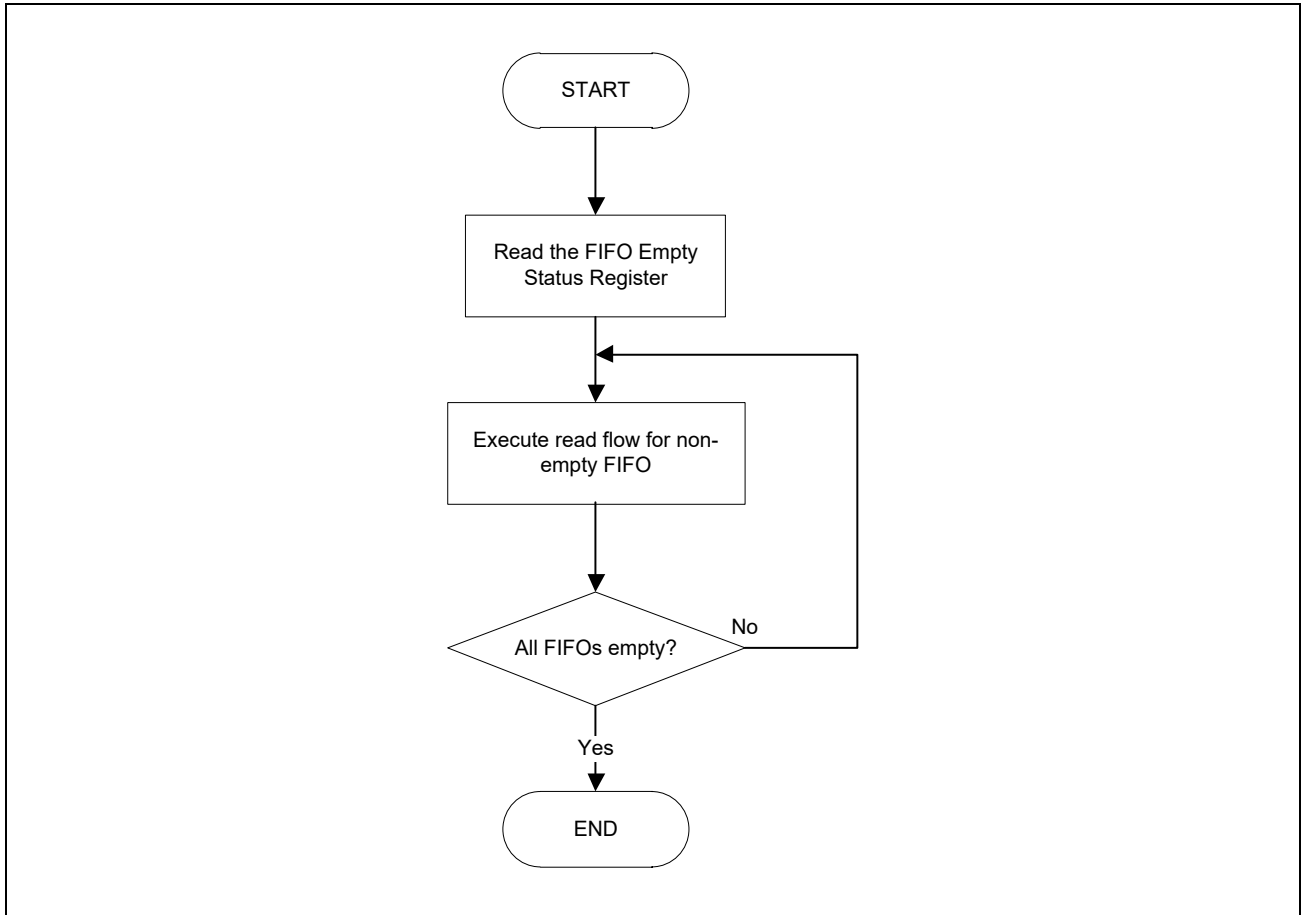 START
Read the FIFO Empty
Status Register
Execute read flow for non-
empty FIFO
All FIFOs empty?
No
Yes
END